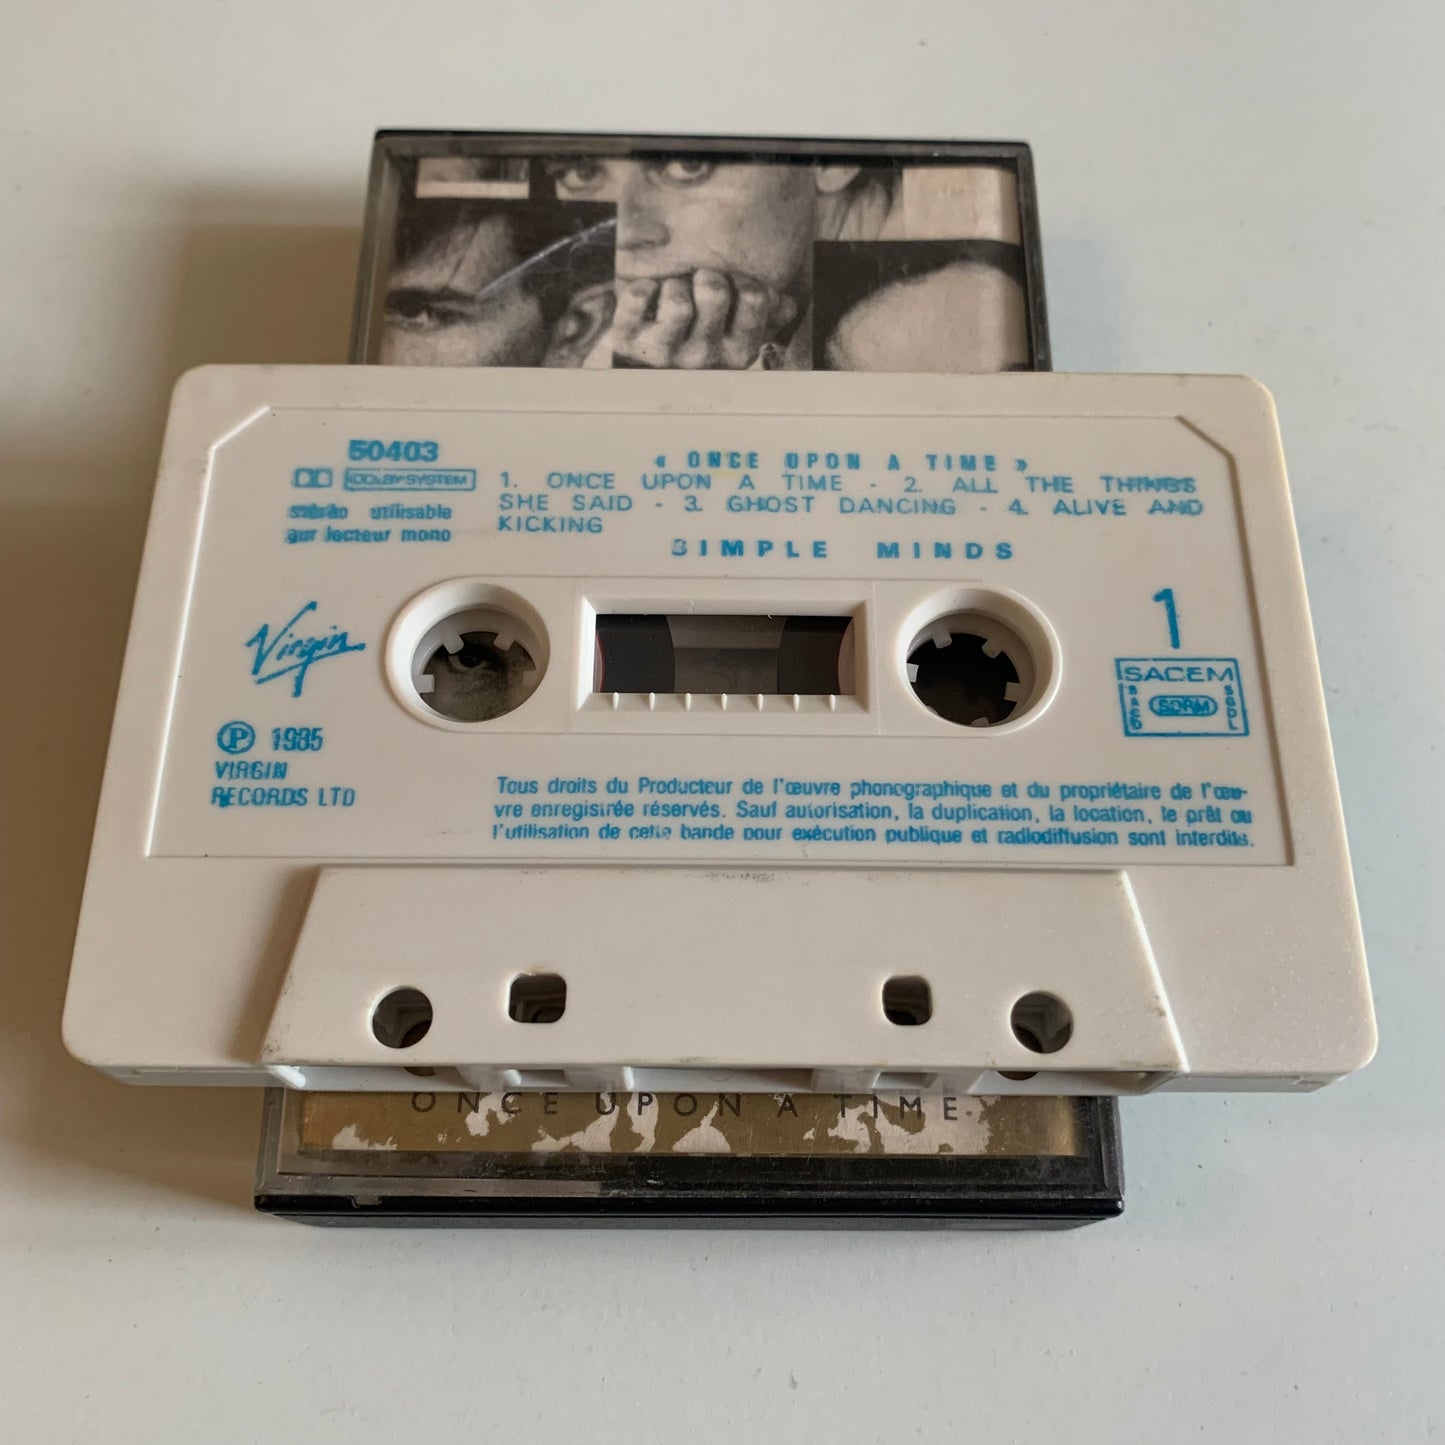 50403
DOLBY SYSTEM
stéréo utilisable
sur lecteur mono
« ONCE UPON A TIME »
1. ONCE UPON A TIME - 2. ALL THE THINGS
SHE SAID - 3. GHOST DANCING - 4. ALIVE AND
KICKING
SIMPLE MINDS
Virgin
1
SACEM
SACD
SDRM
SGDL
Ⓟ 1985
VIRGIN
RECORDS LTD
Tous droits du Producteur de l'œuvre phonographique et du propriétaire de l'œu-
vre enregistrée réservés. Sauf autorisation, la duplication, la location, le prêt ou
l'utilisation de cette bande pour exécution publique et radiodiffusion sont interdits.
ONCE UPON A TIME